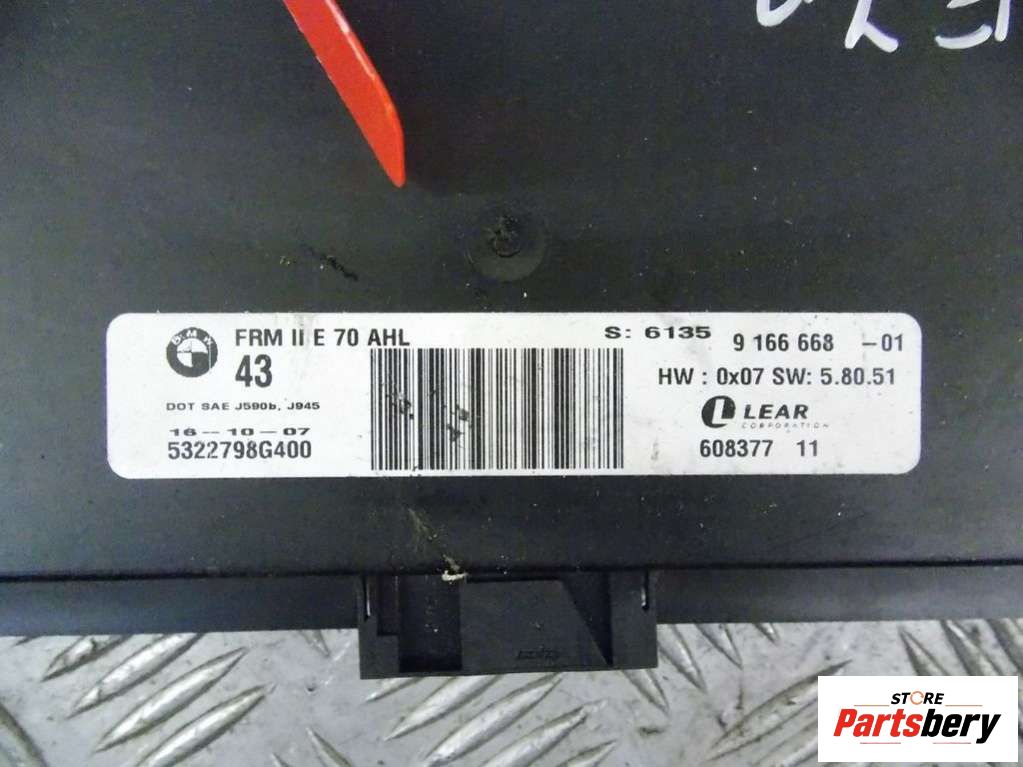 BMW
FRM II E 70 AHL
S: 6135
9 166 668 -01
43
HW : 0x07 SW: 5.80.51
DOT SAE J590b, J945
LEAR
CORPORATION
16-10-07
5322798G400
608377 11
STORE
Partsbery